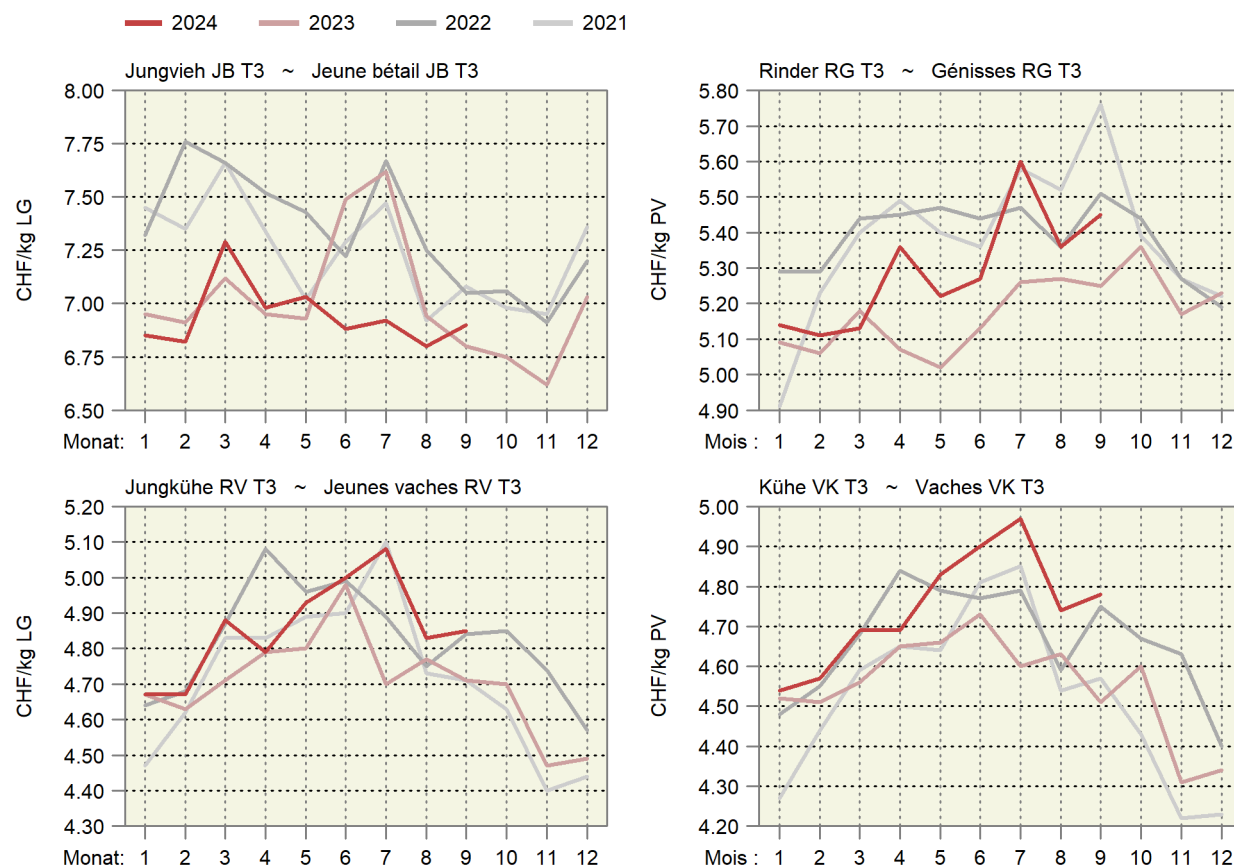 2024 2023 2022 2021
Jungvieh JB T3 ~ Jeune bétail JB T3
CHF/kg LG
8.00
7.75
7.50
7.25
7.00
6.75
6.50
Monat: 1 2 3 4 5 6 7 8 9 10 11 12
Rinder RG T3 ~ Génisses RG T3
CHF/kg PV
5.80
5.70
5.60
5.50
5.40
5.30
5.20
5.10
5.00
4.90
Mois : 1 2 3 4 5 6 7 8 9 10 11 12
Jungkühe RV T3 ~ Jeunes vaches RV T3
CHF/kg LG
5.20
5.10
5.00
4.90
4.80
4.70
4.60
4.50
4.40
4.30
Monat: 1 2 3 4 5 6 7 8 9 10 11 12
Kühe VK T3 ~ Vaches VK T3
CHF/kg PV
5.00
4.90
4.80
4.70
4.60
4.50
4.40
4.30
4.20
Mois : 1 2 3 4 5 6 7 8 9 10 11 12